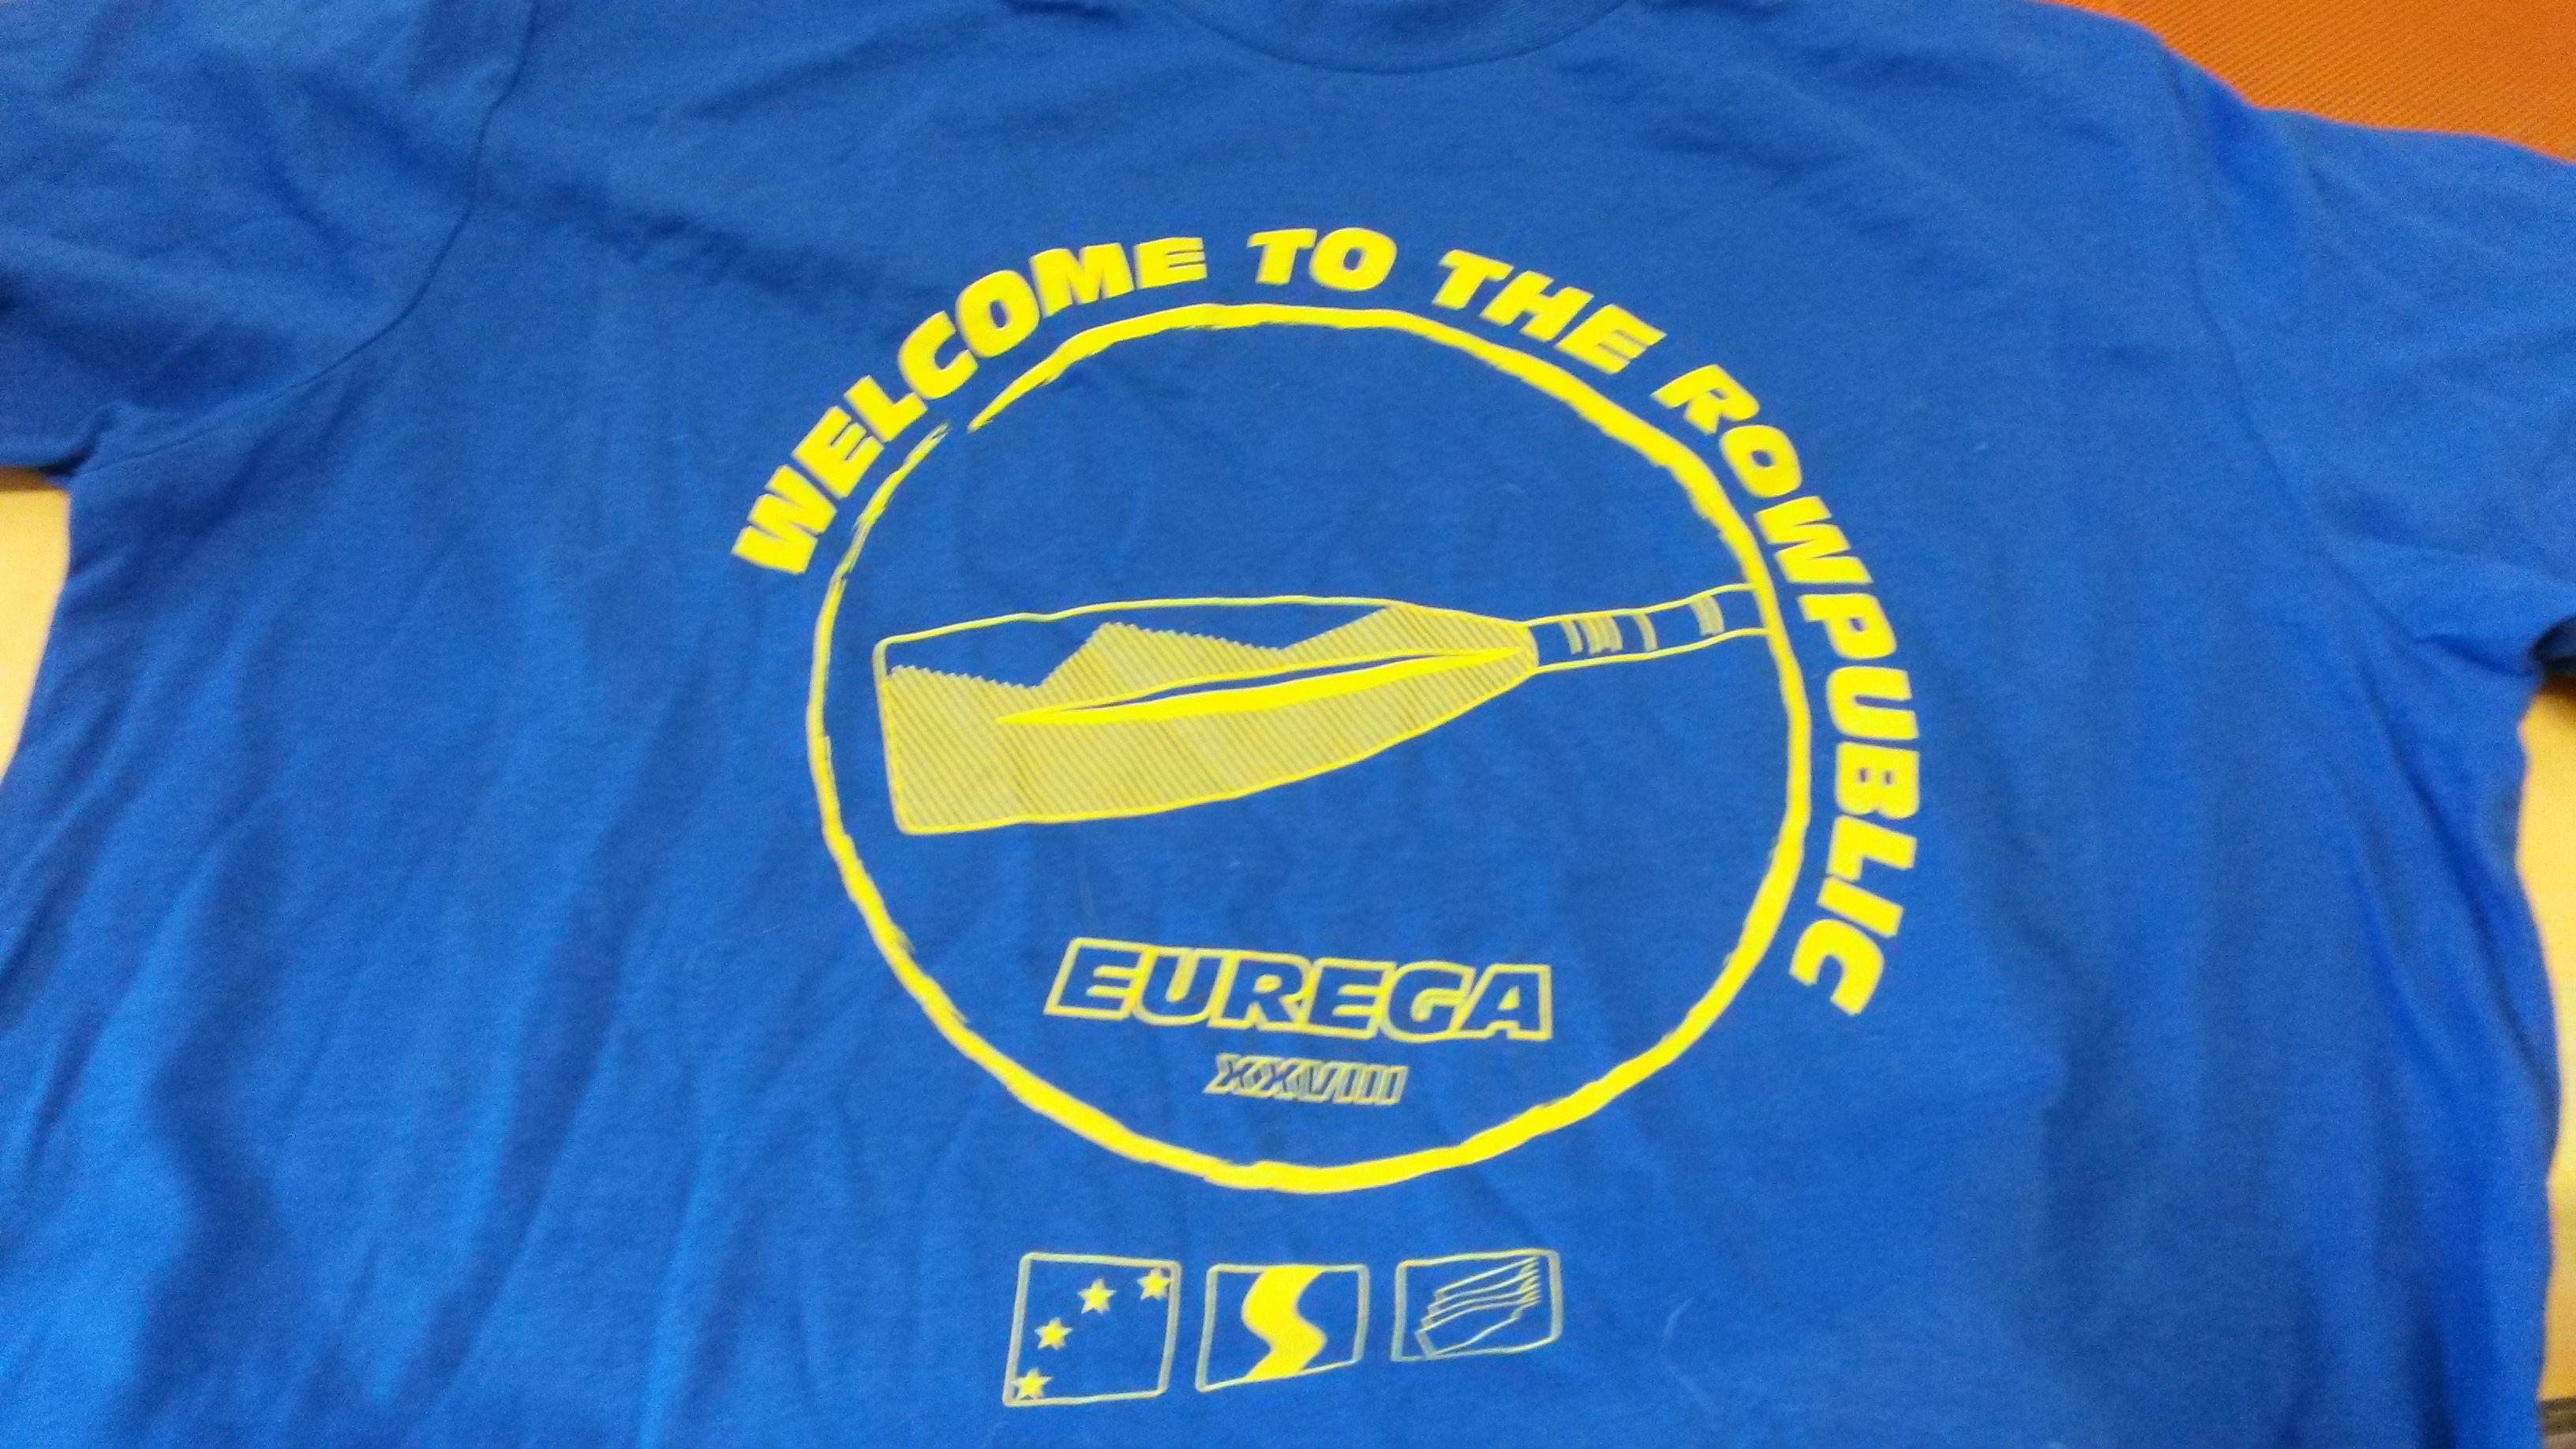 WELCOME TO THE ROWPUBLIC
EUREGA
XXVIII